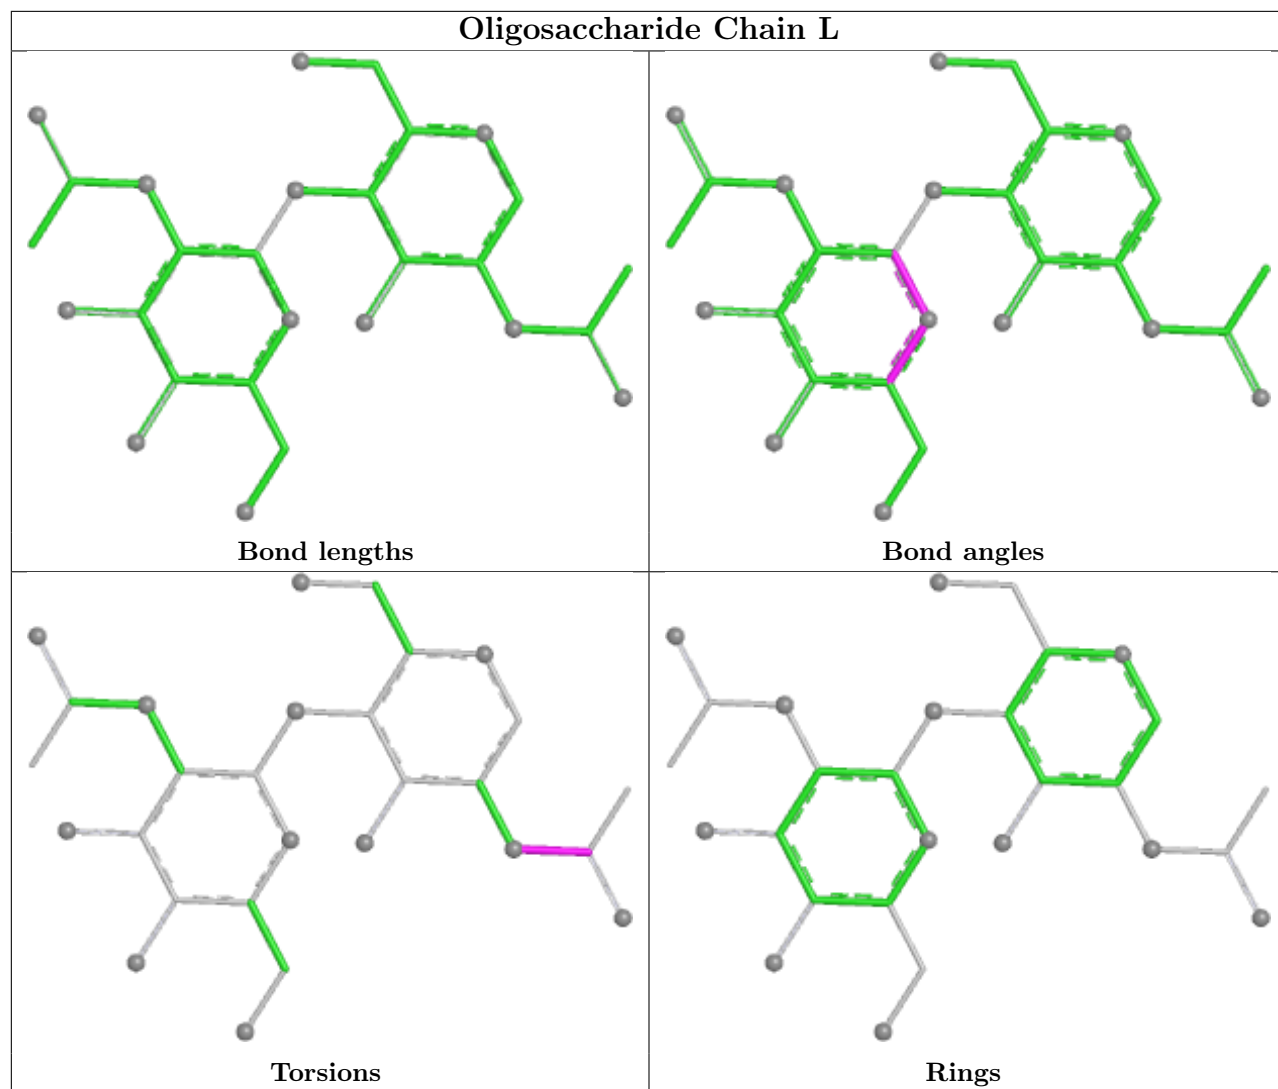 Oligosaccharide Chain L
Bond lengths
Bond angles
Torsions
Rings